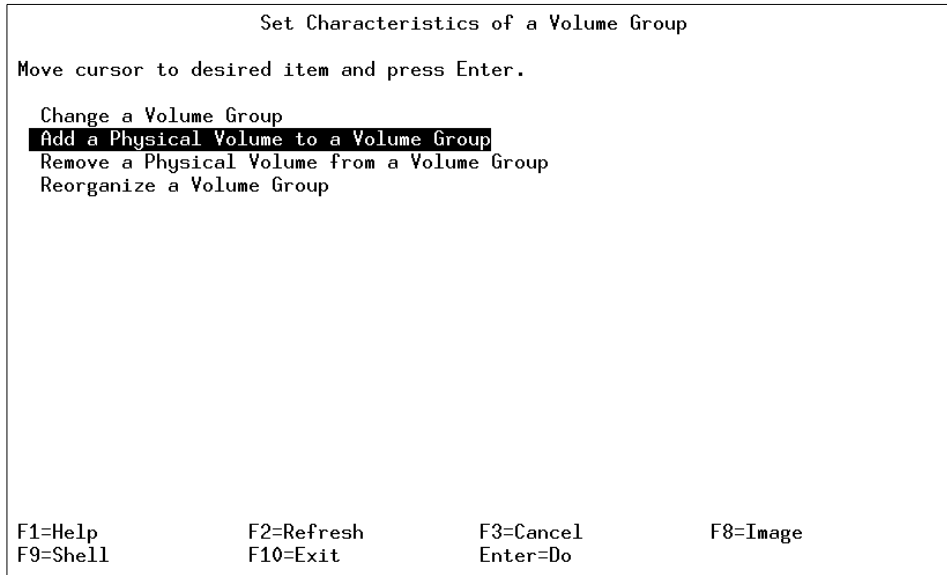 Set Characteristics of a Volume Group
Move cursor to desired item and press Enter.
Change a Volume Group
Add a Physical Volume to a Volume Group
Remove a Physical Volume from a Volume Group
Reorganize a Volume Group
F1=Help F2=Refresh F3=Cancel F8=Image
F9=Shell F10=Exit Enter=Do